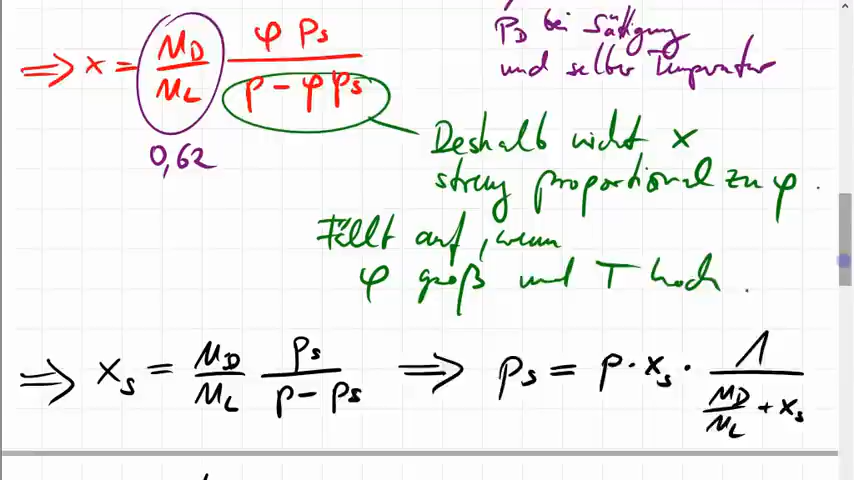 ⟹ x = M_D/M_L · φ p_s / (p − φ p_s)
p_D bei Sättigung
und selber Temperatur
0,62
Deshalb nicht x
streng proportional zu φ.
Fällt auf, wenn
φ groß und T hoch.
⟹ x_s = M_D/M_L · p_s / (p − p_s) ⟹ p_s = p · x_s · 1 / (M_D/M_L + x_s)